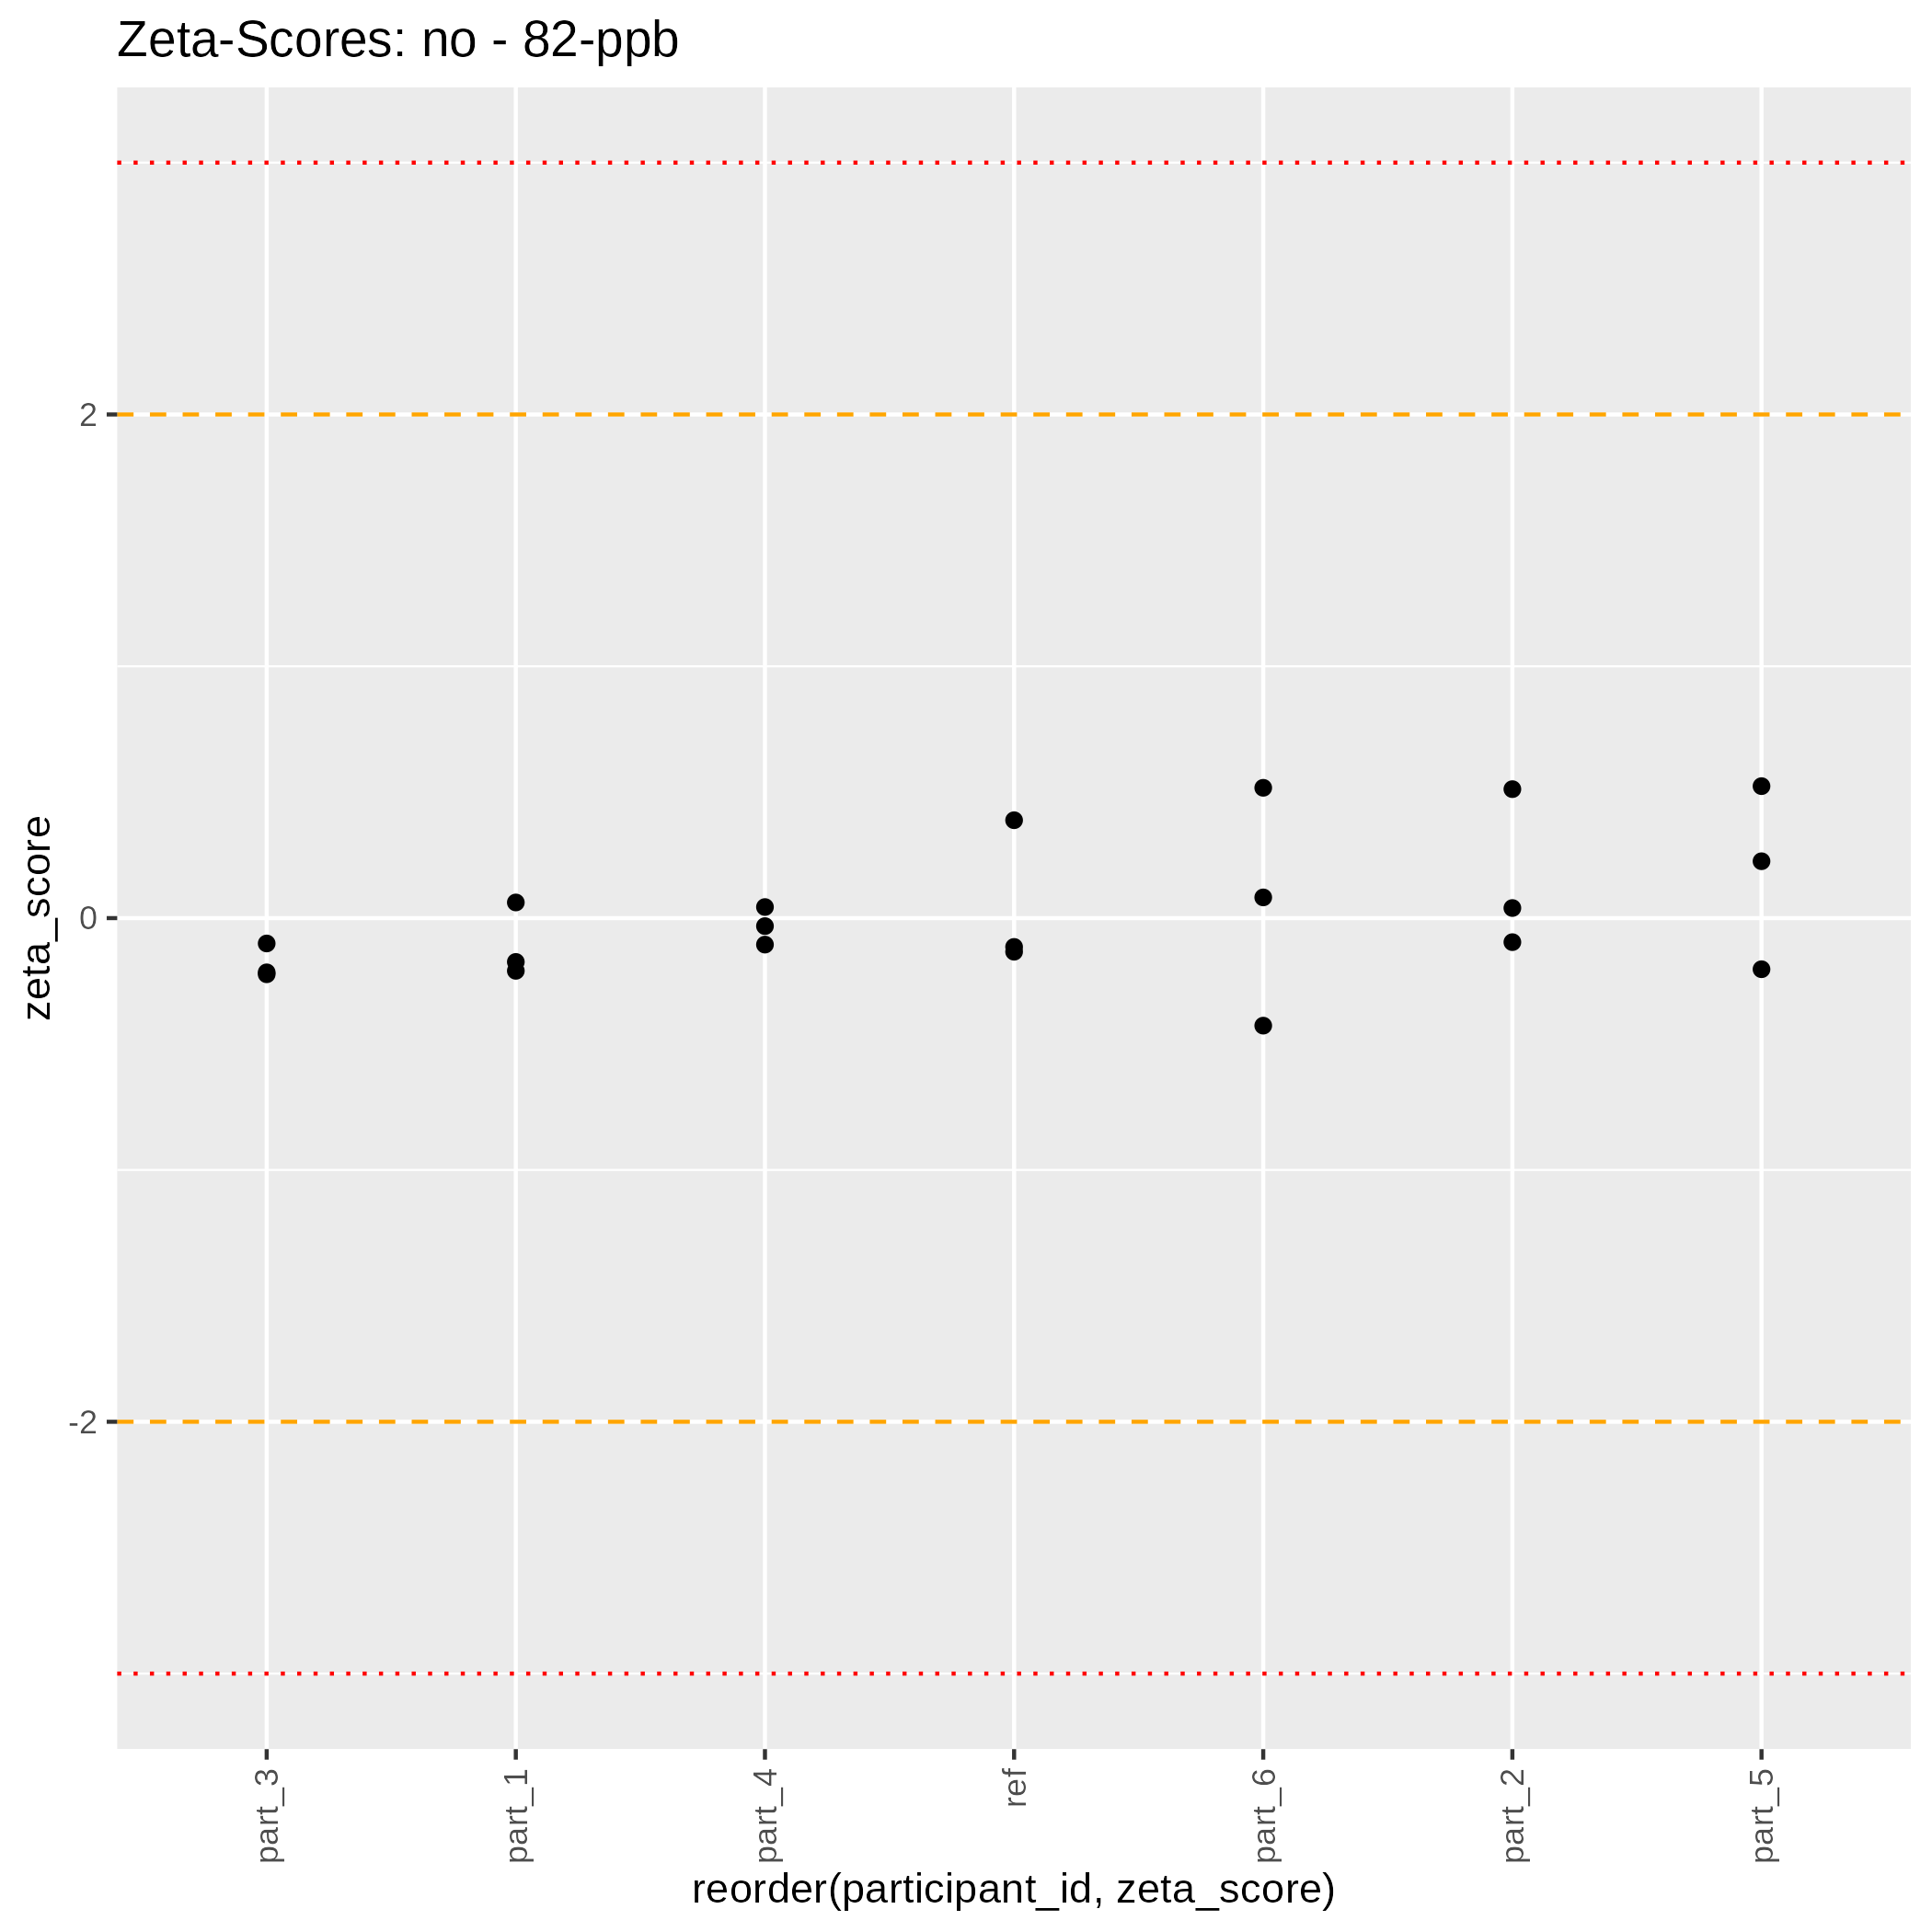 Zeta-Scores: no - 82-ppb
zeta_score
2
0
-2
part_3
part_1
part_4
ref
part_6
part_2
part_5
reorder(participant_id, zeta_score)